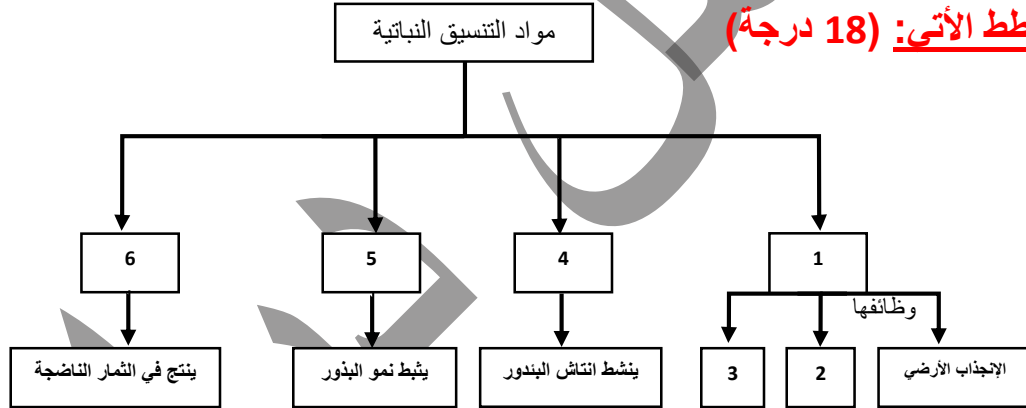 طط الأتي: (18 درجة)
مواد التنسيق النباتية
1
4
5
6
وظائفها
الإنجذاب الأرضي
2
3
ينشط انتاش البندور
يثبط نمو البذور
ينتج في الثمار الناضجة